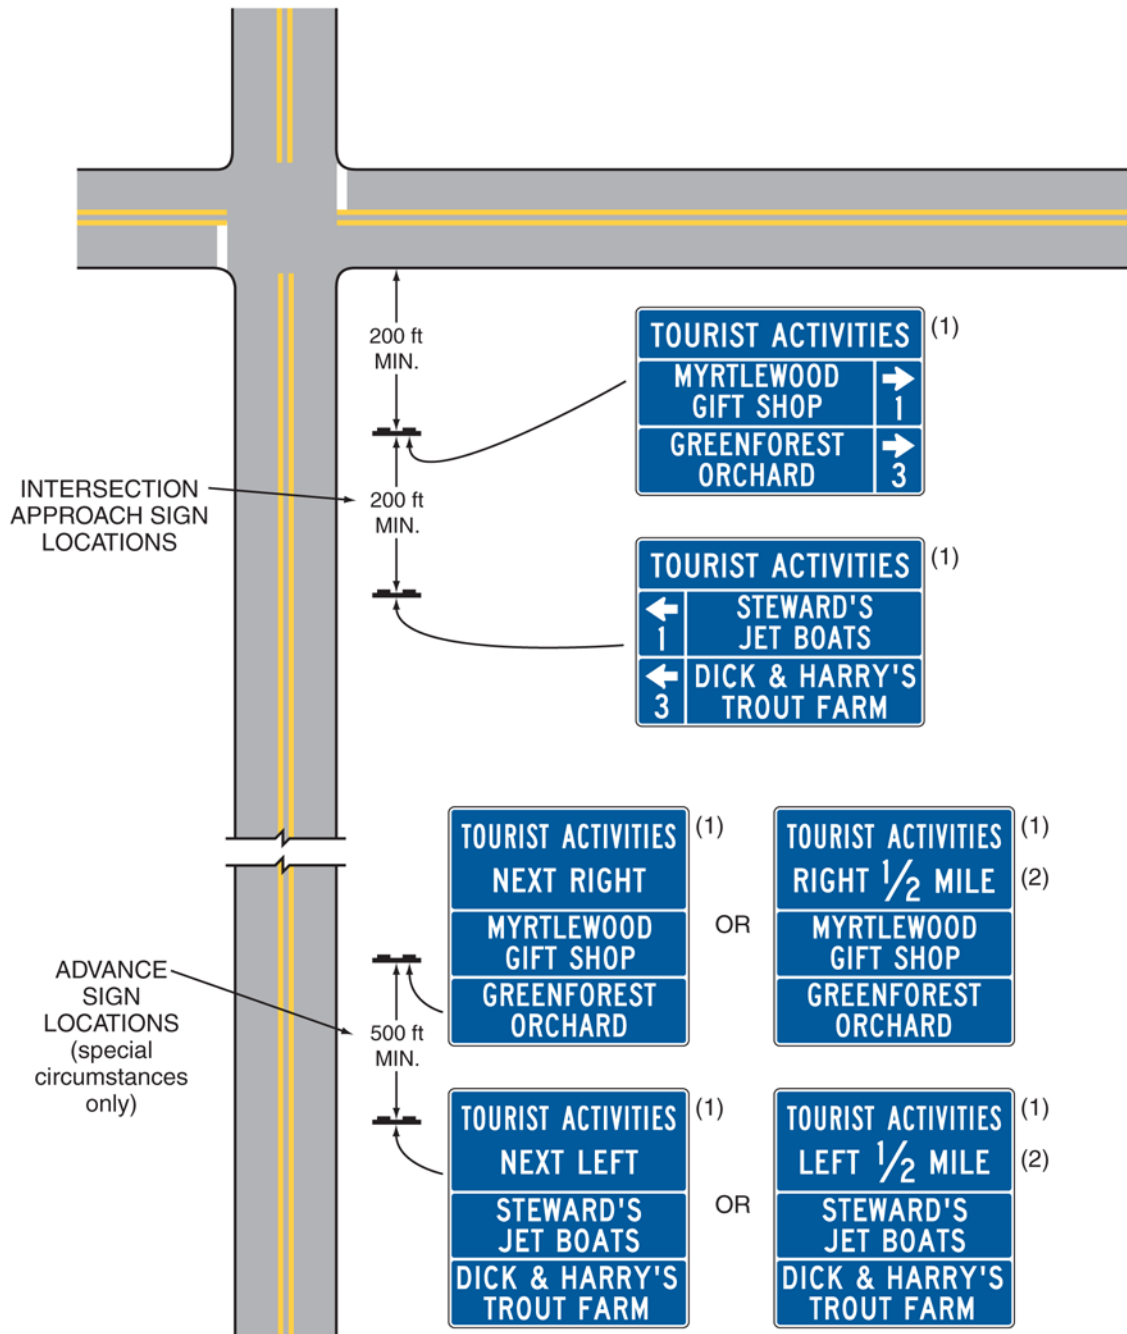 200 ft
MIN.
TOURIST ACTIVITIES (1)
MYRTLEWOOD
GIFT SHOP
1
GREENFOREST
ORCHARD
3
INTERSECTION
APPROACH SIGN
LOCATIONS
200 ft
MIN.
TOURIST ACTIVITIES (1)
STEWARD'S
JET BOATS
1
DICK & HARRY'S
TROUT FARM
3
TOURIST ACTIVITIES (1)
NEXT RIGHT
MYRTLEWOOD
GIFT SHOP
GREENFOREST
ORCHARD
OR
TOURIST ACTIVITIES (1)
RIGHT 1/2 MILE (2)
MYRTLEWOOD
GIFT SHOP
GREENFOREST
ORCHARD
ADVANCE
SIGN
LOCATIONS
(special
circumstances
only)
500 ft
MIN.
TOURIST ACTIVITIES (1)
NEXT LEFT
STEWARD'S
JET BOATS
DICK & HARRY'S
TROUT FARM
OR
TOURIST ACTIVITIES (1)
LEFT 1/2 MILE (2)
STEWARD'S
JET BOATS
DICK & HARRY'S
TROUT FARM